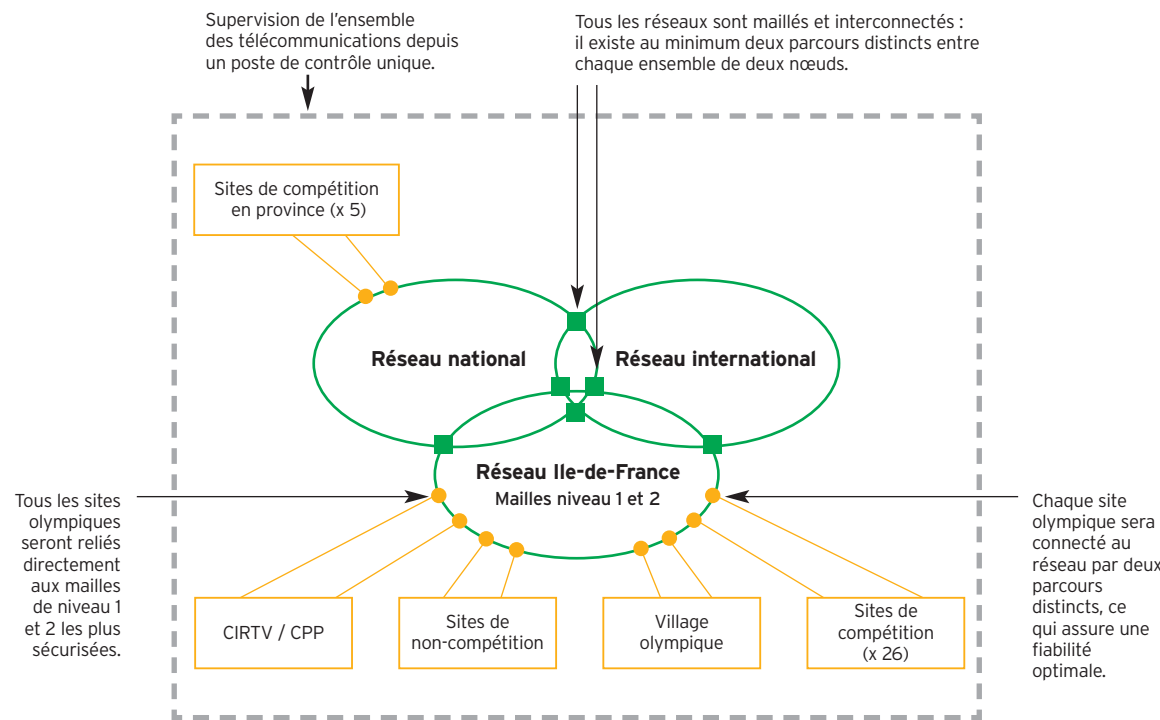 Supervision de l'ensemble
des télécommunications depuis
un poste de contrôle unique.
Tous les réseaux sont maillés et interconnectés :
il existe au minimum deux parcours distincts entre
chaque ensemble de deux nœuds.
Sites de compétition
en province (x 5)
Réseau national
Réseau international
Réseau Ile-de-France
Mailles niveau 1 et 2
Tous les sites
olympiques
seront reliés
directement
aux mailles
de niveau 1
et 2 les plus
sécurisées.
Chaque site
olympique sera
connecté au
réseau par deux
parcours
distincts, ce
qui assure une
fiabilité
optimale.
CIRTV / CPP
Sites de
non-compétition
Village
olympique
Sites de
compétition
(x 26)